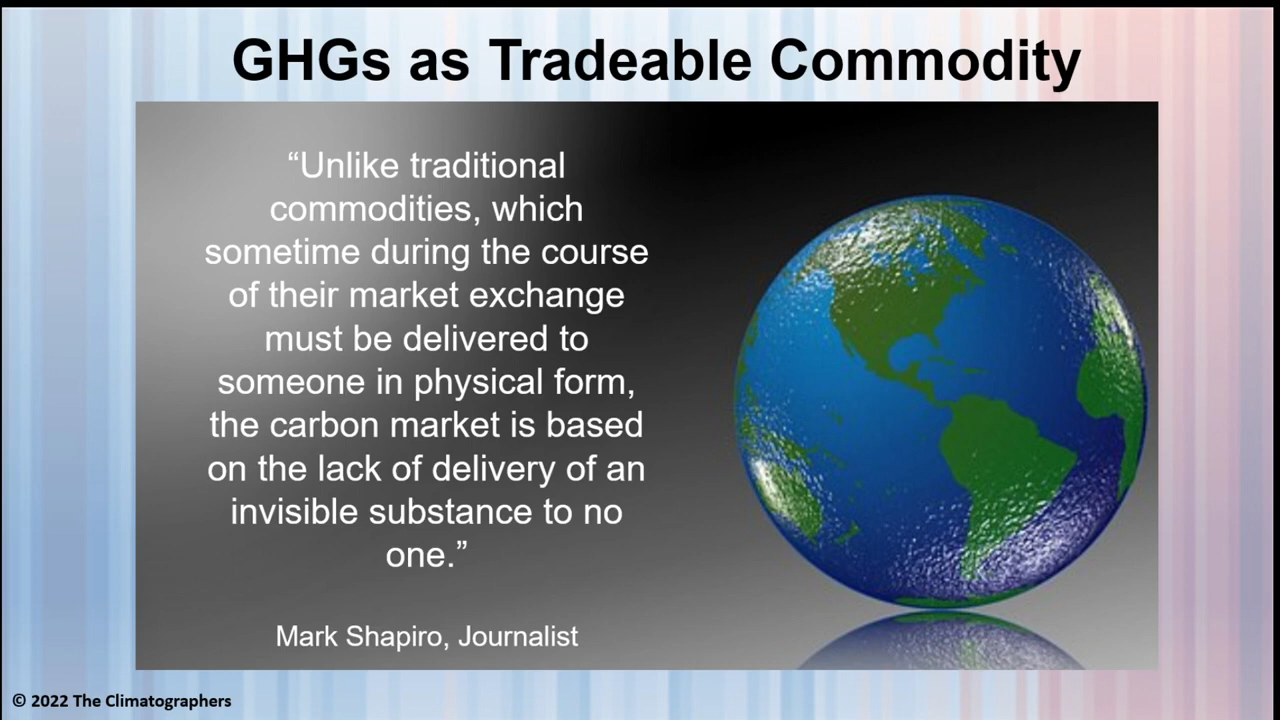 GHGs as Tradeable Commodity
“Unlike traditional
commodities, which
sometime during the course
of their market exchange
must be delivered to
someone in physical form,
the carbon market is based
on the lack of delivery of an
invisible substance to no
one.”
Mark Shapiro, Journalist
© 2022 The Climatographers